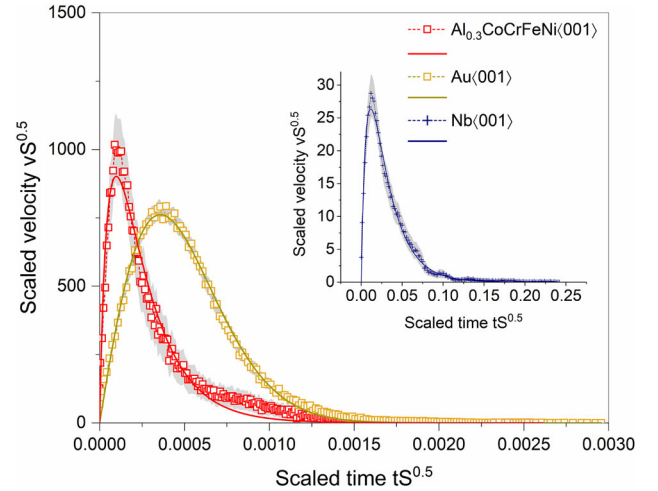 Al0.3CoCrFeNi⟨001⟩
Au⟨001⟩
Nb⟨001⟩
1500
1000
500
0
Scaled velocity vS^0.5
0.0000 0.0005 0.0010 0.0015 0.0020 0.0025 0.0030
Scaled time tS^0.5
30
25
20
15
10
5
0
Scaled velocity vS^0.5
0.00 0.05 0.10 0.15 0.20 0.25
Scaled time tS^0.5